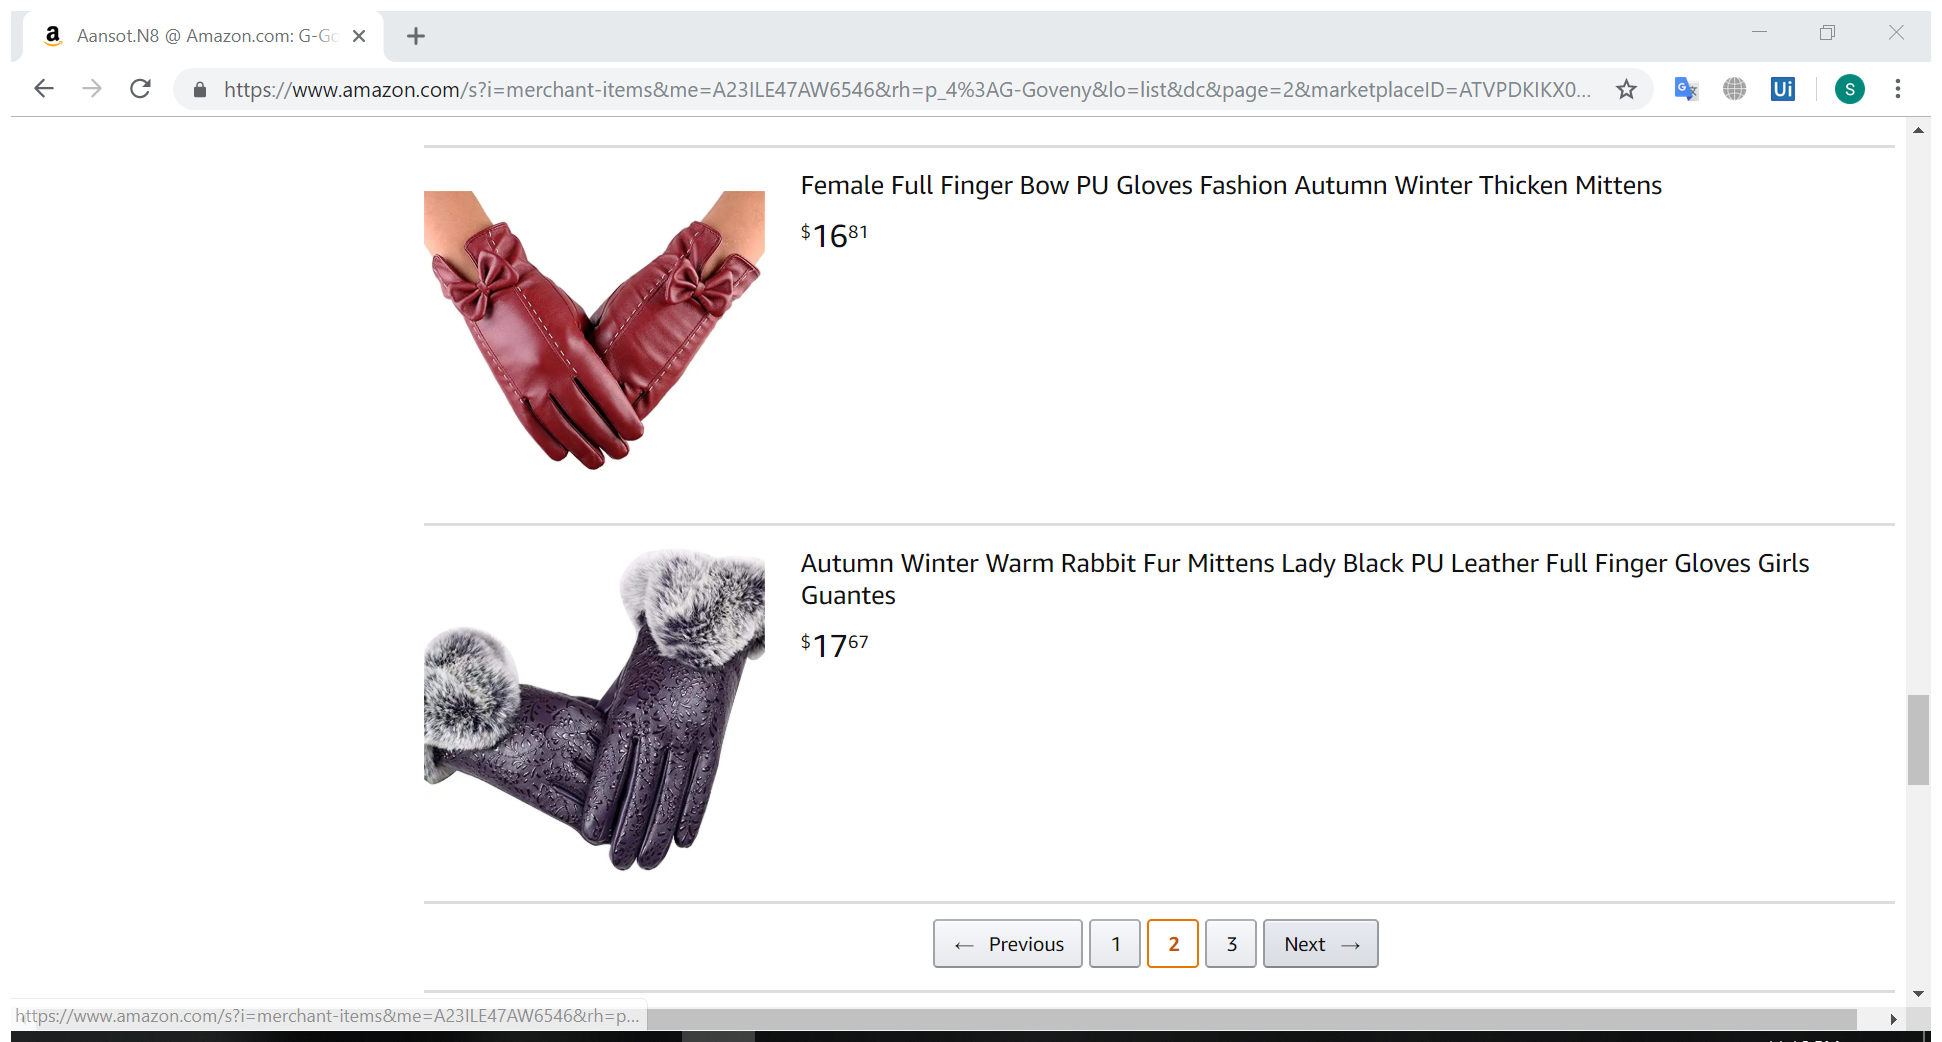 Aansot.N8 @ Amazon.com: G-Go
https://www.amazon.com/s?i=merchant-items&me=A23ILE47AW6546&rh=p_4%3AG-Goveny&lo=list&dc&page=2&marketplaceID=ATVPDKIKX0...
Ui
S
Female Full Finger Bow PU Gloves Fashion Autumn Winter Thicken Mittens
$16 81
Autumn Winter Warm Rabbit Fur Mittens Lady Black PU Leather Full Finger Gloves Girls
Guantes
$17 67
← Previous 1 2 3 Next →
https://www.amazon.com/s?i=merchant-items&me=A23ILE47AW6546&rh=p...